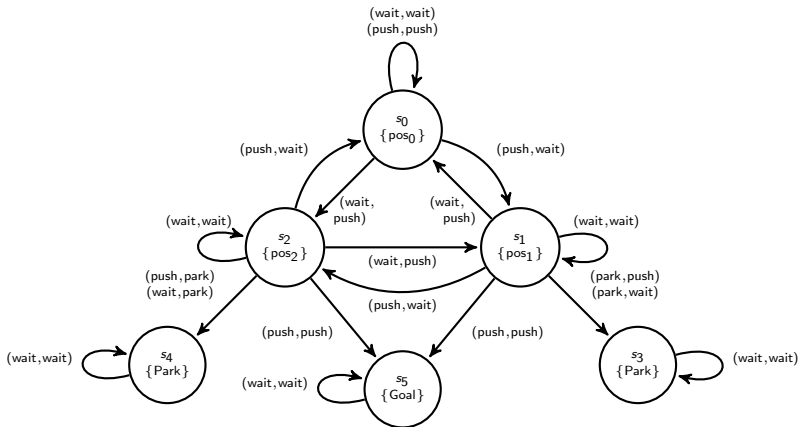 (wait,wait)
(push,push)
s0
{pos0}
(push,wait)
(push,wait)
(wait,
push)
(wait,
push)
(wait,wait)
s2
{pos2}
(wait,push)
s1
{pos1}
(wait,wait)
(push,park)
(wait,park)
(push,wait)
(park,push)
(park,wait)
(push,push)
(push,push)
(wait,wait)
s4
{Park}
(wait,wait)
s5
{Goal}
s3
{Park}
(wait,wait)